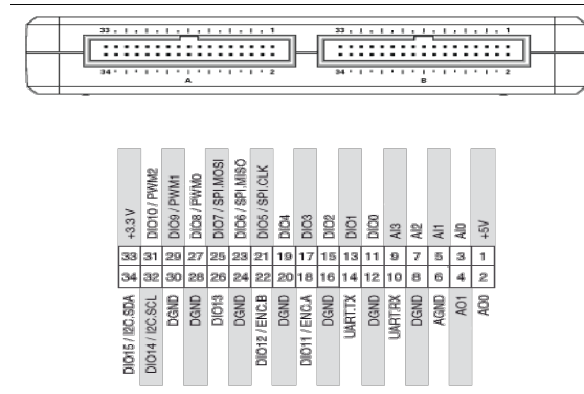 33 1 33 1
34 2 34 2
A B
+3.3 V
DIO10 / PWM2
DIO9 / PWM1
DIO8 / PWM0
DIO7 / SPI.MOSI
DIO6 / SPI.MISO
DIO5 / SPI.CLK
DIO4
DIO3
DIO2
DIO1
DIO0
AI3
AI2
AI1
AI0
+5V
33 31 29 27 25 23 21 19 17 15 13 11 9 7 5 3 1
34 32 30 28 26 24 22 20 18 16 14 12 10 8 6 4 2
DIO15 / I2C.SDA
DIO14 / I2C.SCL
DGND
DGND
DIO13
DGND
DIO12 / ENC.B
DGND
DIO11 / ENC.A
DGND
UART.TX
DGND
UART.RX
DGND
AGND
AO1
AO0